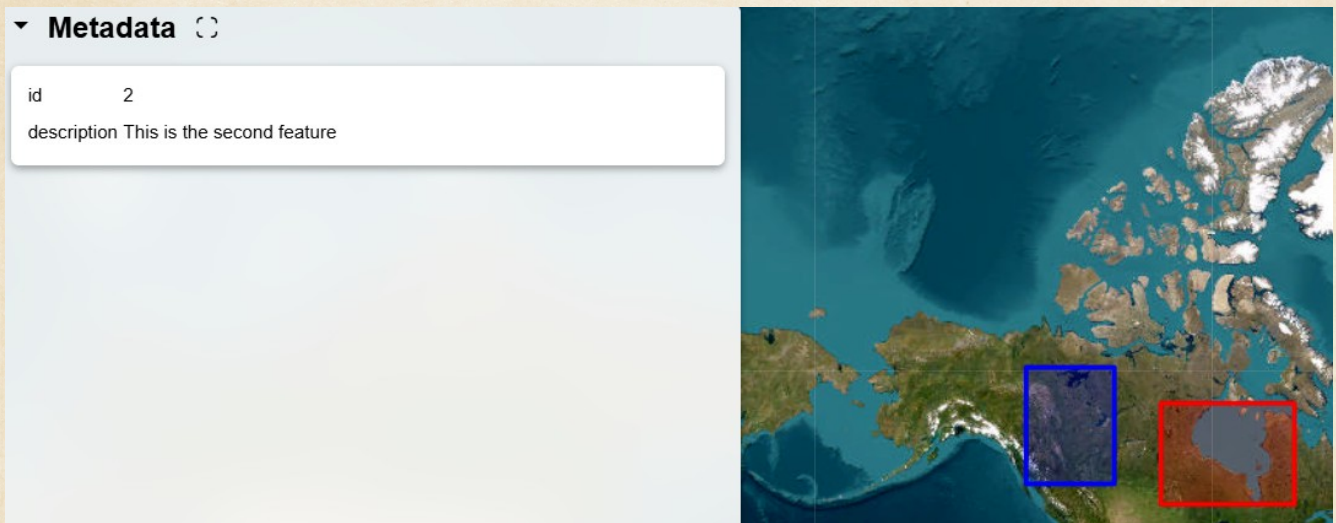 Metadata
id 2
description This is the second feature